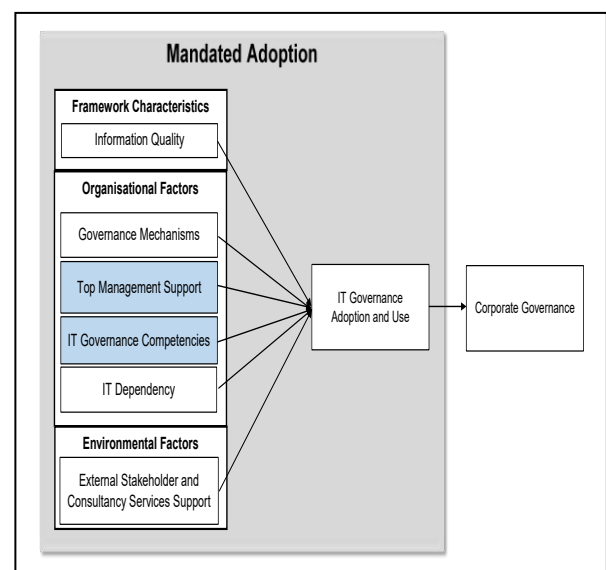 Mandated Adoption
Framework Characteristics
Information Quality
Organisational Factors
Governance Mechanisms
Top Management Support
IT Governance Competencies
IT Dependency
Environmental Factors
External Stakeholder and
Consultancy Services Support
IT Governance
Adoption and Use
Corporate Governance